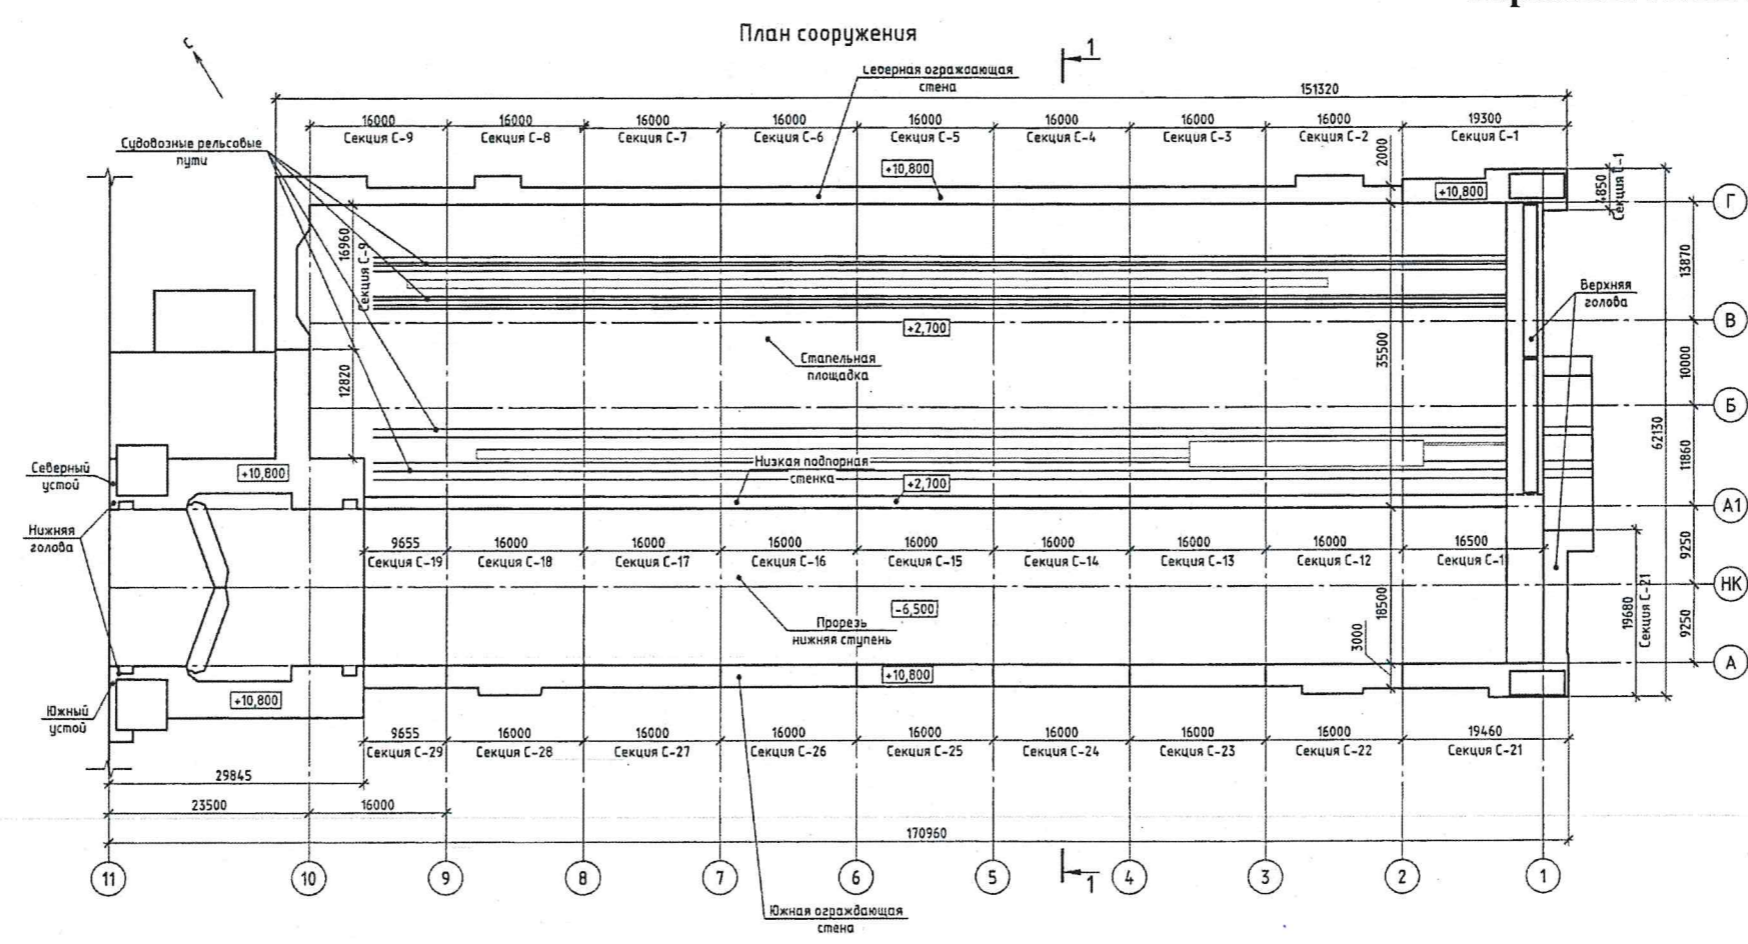 План сооружения
С
1
Северная ограждающая
стена
151320
16000
16000
16000
16000
16000
16000
16000
16000
19300
Секция С-9
Секция С-8
Секция С-7
Секция С-6
Секция С-5
Секция С-4
Секция С-3
Секция С-2
Секция С-1
Судовозные рельсовые
пути
2000
+10,800
+10,800
4850
Секция С-1
Г
16960
Секция С-9
13870
Верхняя
голова
+2,700
В
Стапельная
площадка
35500
10000
12820
Б
62130
11860
Северный
устой
+10,800
Низкая подпорная
стенка
+2,700
А1
Нижняя
голова
9655
16000
16000
16000
16000
16000
16000
16000
16500
Секция С-19
Секция С-18
Секция С-17
Секция С-16
Секция С-15
Секция С-14
Секция С-13
Секция С-12
Секция С-1
9250
НК
-6,500
18500
19680
Секция С-21
Прорезь
нижняя ступень
3000
9250
А
+10,800
+10,800
Южный
устой
9655
16000
16000
16000
16000
16000
16000
16000
19460
Секция С-29
Секция С-28
Секция С-27
Секция С-26
Секция С-25
Секция С-24
Секция С-23
Секция С-22
Секция С-21
29845
23500
16000
170960
11
10
9
8
7
6
5
1
4
3
2
1
Южная ограждающая
стена